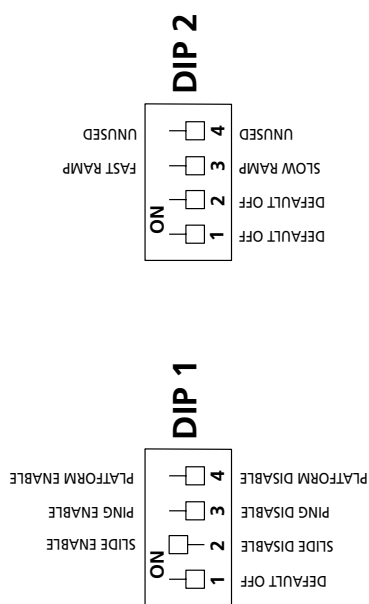 DIP 2
UNUSED 4 UNUSED
FAST RAMP 3 SLOW RAMP
2 DEFAULT OFF
ON
1 DEFAULT OFF
DIP 1
PLATFORM ENABLE 4 PLATFORM DISABLE
PING ENABLE 3 PING DISABLE
SLIDE ENABLE 2 SLIDE DISABLE
ON
1 DEFAULT OFF